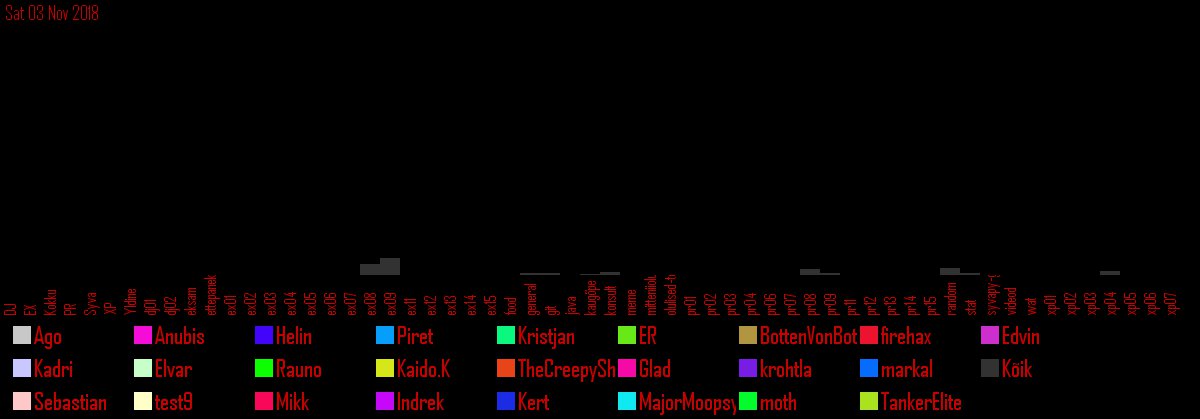 Sat 03 Nov 2018
DJ EX Kokku PR Syva XP Yldine dj01 dj02 eksam ettepanek ex01 ex02 ex03 ex04 ex05 ex06 ex07 ex08 ex09 ex11 ex12 ex13 ex14 ex15 food general git java kaugõpe konsult meme mitteniilol. olulised-t pr01 pr02 pr03 pr04 pr06 pr07 pr08 pr09 pr11 pr12 pr13 pr14 pr15 random stat syvapy-t videod wat xp01 xp02 xp03 xp04 xp05 xp06 xp07
Ago Anubis Helin Piret Kristjan ER BottenVonBot firehax Edvin
Kadri Elvar Rauno Kaido.K TheCreepySh Glad krohtla markal Kõik
Sebastian test9 Mikk Indrek Kert MajorMoopsy moth TankerElite